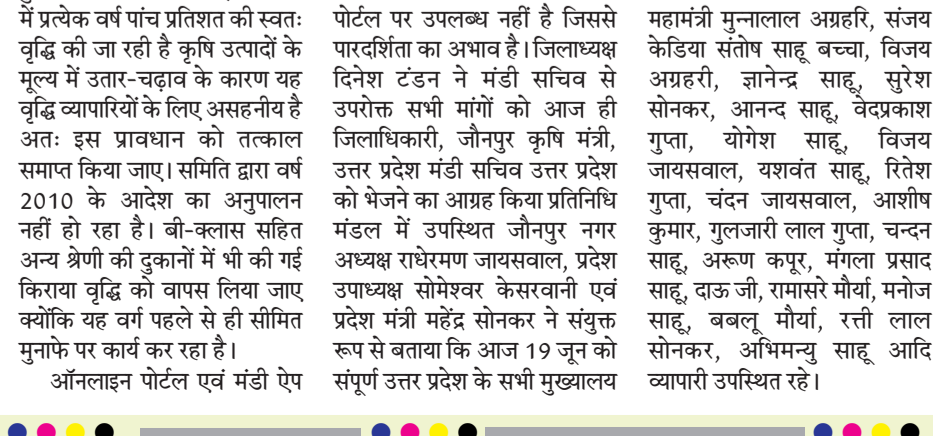 में प्रत्येक वर्ष पांच प्रतिशत की स्वतः
वृद्धि की जा रही है कृषि उत्पादों के
मूल्य में उतार-चढ़ाव के कारण यह
वृद्धि व्यापारियों के लिए असहनीय है
अतः इस प्रावधान को तत्काल
समाप्त किया जाए। समिति द्वारा वर्ष
2010 के आदेश का अनुपालन
नहीं हो रहा है। बी-क्लास सहित
अन्य श्रेणी की दुकानों में भी की गई
किराया वृद्धि को वापस लिया जाए
क्योंकि यह वर्ग पहले से ही सीमित
मुनाफे पर कार्य कर रहा है।
ऑनलाइन पोर्टल एवं मंडी ऐप
पोर्टल पर उपलब्ध नहीं है जिससे
पारदर्शिता का अभाव है। जिलाध्यक्ष
दिनेश टंडन ने मंडी सचिव से
उपरोक्त सभी मांगों को आज ही
जिलाधिकारी, जौनपुर कृषि मंत्री,
उत्तर प्रदेश मंडी सचिव उत्तर प्रदेश
को भेजने का आग्रह किया प्रतिनिधि
मंडल में उपस्थित जौनपुर नगर
अध्यक्ष राधेरमण जायसवाल, प्रदेश
उपाध्यक्ष सोमेश्वर केसरवानी एवं
प्रदेश मंत्री महेंद्र सोनकर ने संयुक्त
रूप से बताया कि आज 19 जून को
संपूर्ण उत्तर प्रदेश के सभी मुख्यालय
महामंत्री मुन्नालाल अग्रहरि, संजय
केडिया संतोष साहू बच्चा, विजय
अग्रहरी, ज्ञानेन्द्र साहू, सुरेश
सोनकर, आनन्द साहू, वेदप्रकाश
गुप्ता, योगेश साहू, विजय
जायसवाल, यशवंत साहू, रितेश
गुप्ता, चंदन जायसवाल, आशीष
कुमार, गुलजारी लाल गुप्ता, चन्दन
साहू, अरूण कपूर, मंगला प्रसाद
साहू, दाऊ जी, रामासरे मौर्या, मनोज
साहू, बबलू मौर्या, रत्ती लाल
सोनकर, अभिमन्यु साहू आदि
व्यापारी उपस्थित रहे।